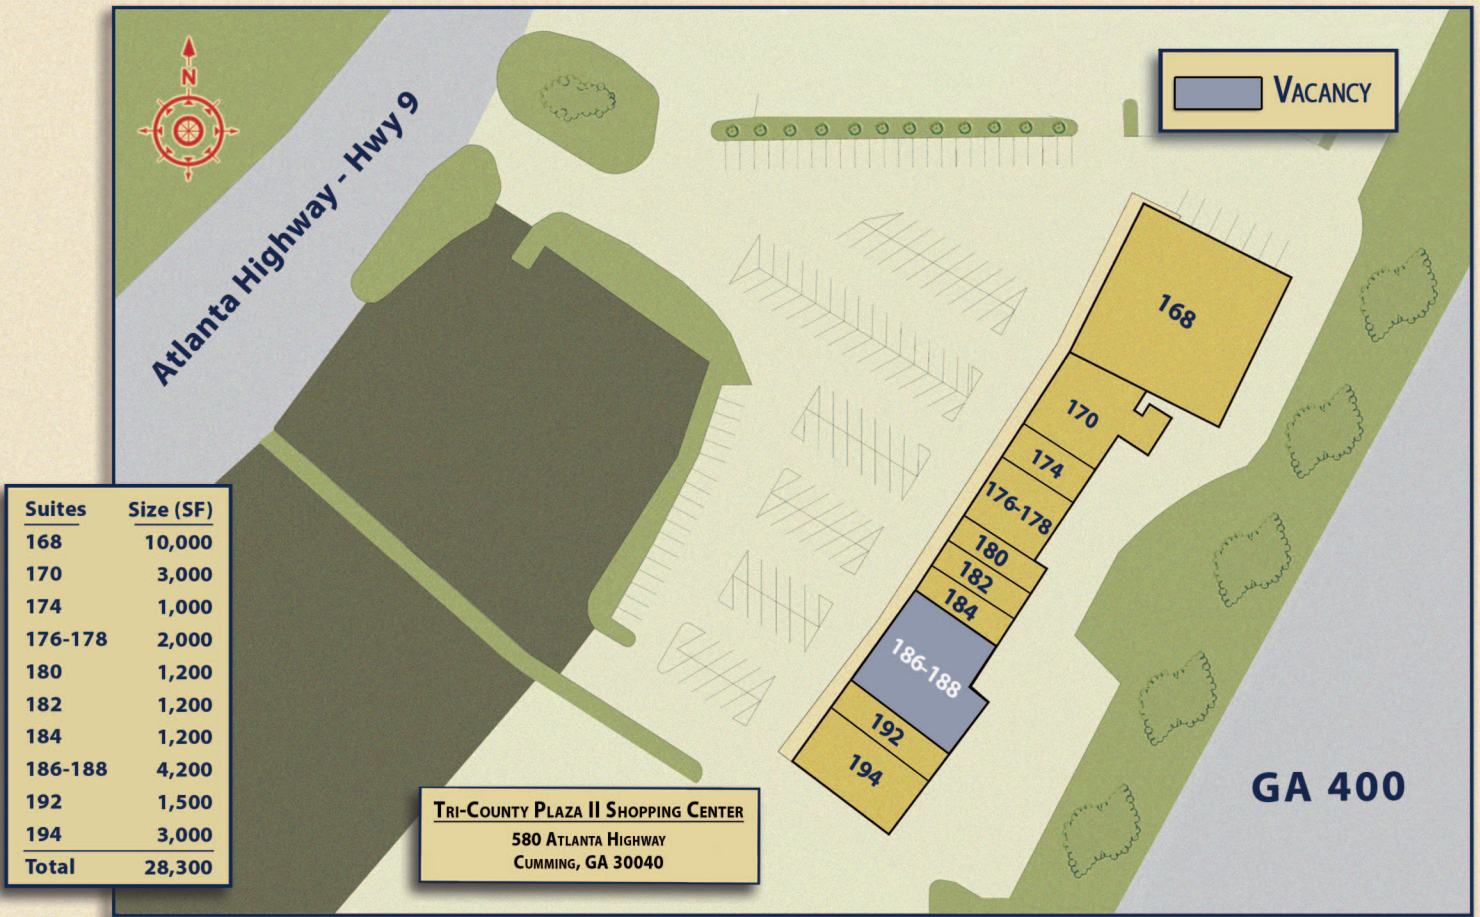 N
Atlanta Highway - Hwy 9
VACANCY
168
170
174
176-178
180
182
184
186-188
192
194
GA 400
Suites Size (SF)
168 10,000
170 3,000
174 1,000
176-178 2,000
180 1,200
182 1,200
184 1,200
186-188 4,200
192 1,500
194 3,000
Total 28,300
TRI-COUNTY PLAZA II SHOPPING CENTER
580 ATLANTA HIGHWAY
CUMMING, GA 30040